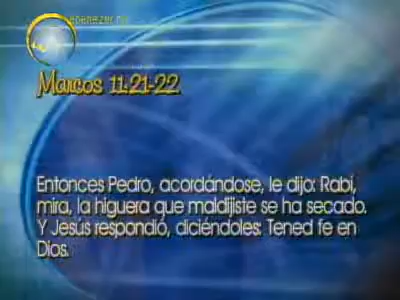 ebenezer.hn
Marcos 11:21-22
Entonces Pedro, acordándose, le dijo: Rabí,
mira, la higuera que maldijiste se ha secado.
Y Jesús respondió, diciéndoles: Tened fe en
Dios.